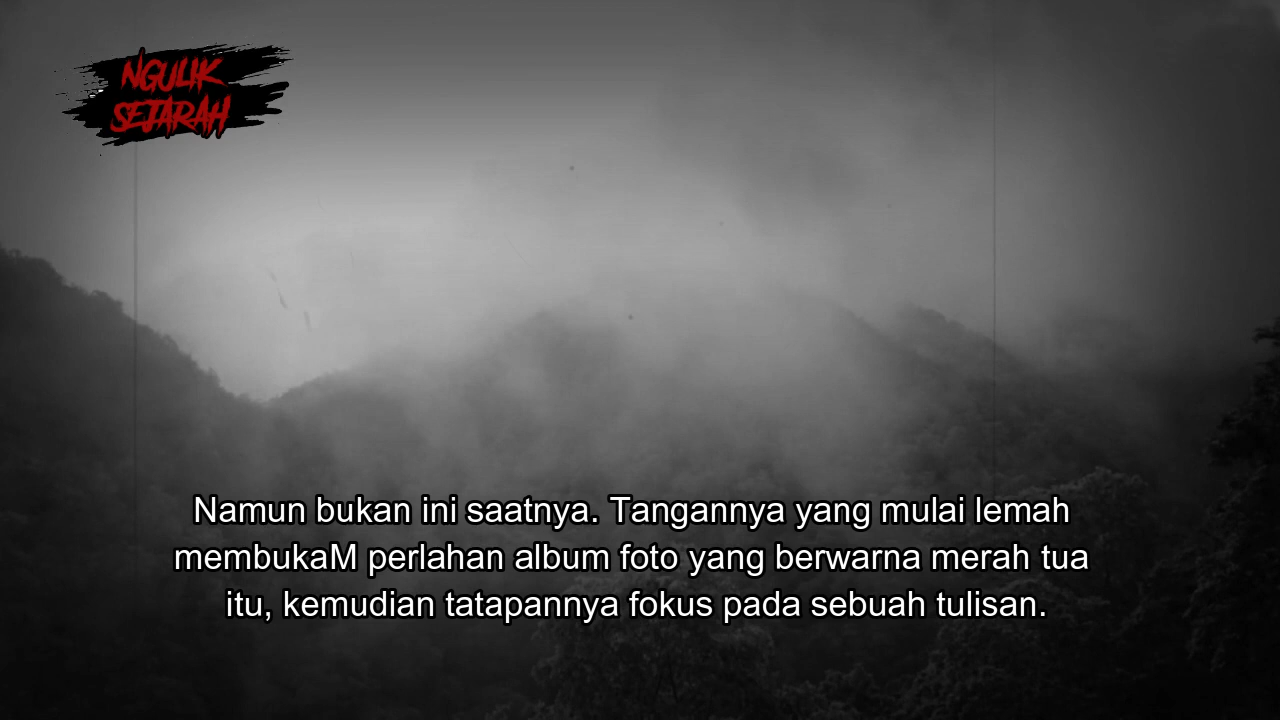 NGULIK
SEJARAH
Namun bukan ini saatnya. Tangannya yang mulai lemah
membukaM perlahan album foto yang berwarna merah tua
itu, kemudian tatapannya fokus pada sebuah tulisan.